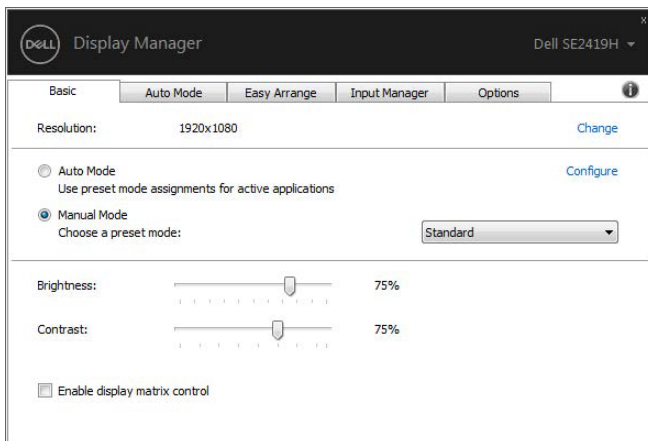 DELL Display Manager Dell SE2419H
x
Basic Auto Mode Easy Arrange Input Manager Options i
Resolution: 1920x1080 Change
Auto Mode Configure
Use preset mode assignments for active applications
Manual Mode
Choose a preset mode: Standard
Brightness: 75%
Contrast: 75%
Enable display matrix control